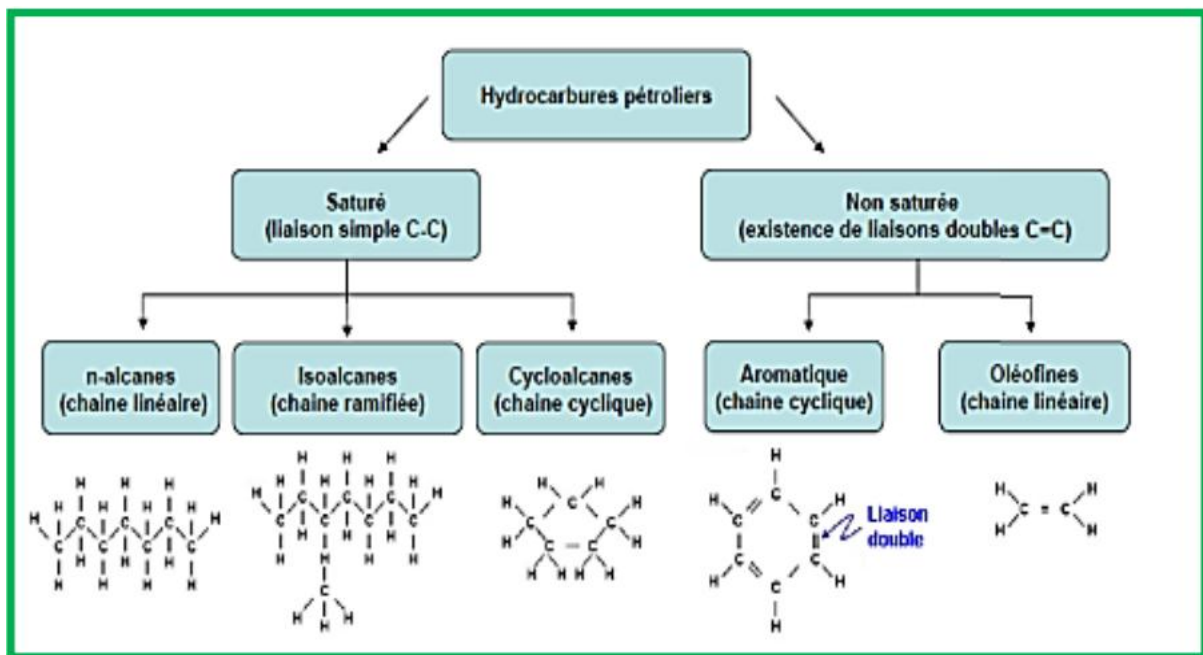 Hydrocarbures pétroliers
Saturé
(liaison simple C-C)
Non saturée
(existence de liaisons doubles C=C)
n-alcanes
(chaine linéaire)
Isoalcanes
(chaine ramifiée)
Cycloalcanes
(chaine cyclique)
Aromatique
(chaine cyclique)
Oléofines
(chaine linéaire)
Liaison
double